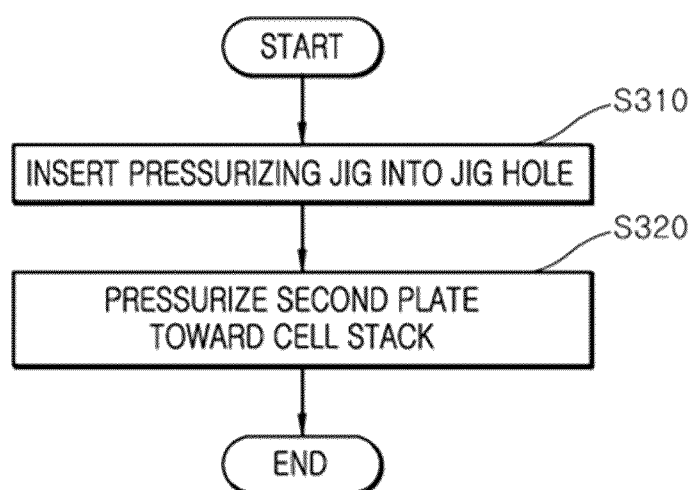 START
S310
INSERT PRESSURIZING JIG INTO JIG HOLE
S320
PRESSURIZE SECOND PLATE
TOWARD CELL STACK
END